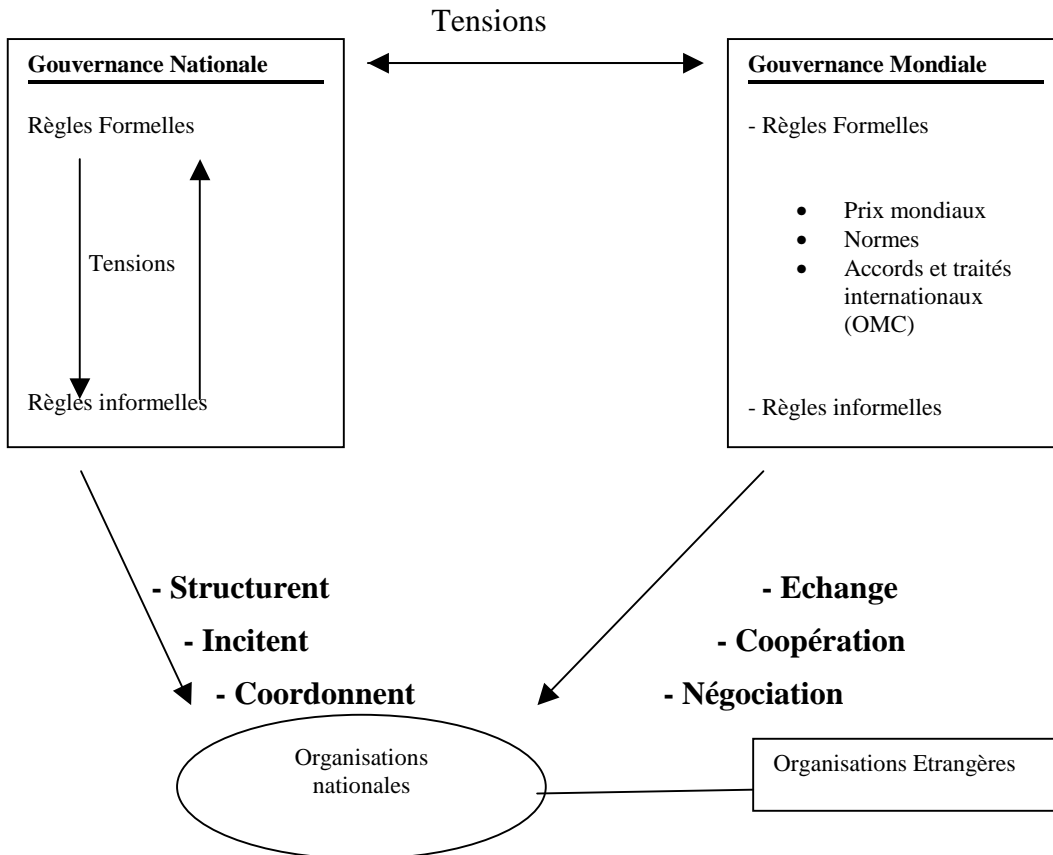 Tensions
Gouvernance Nationale
Règles Formelles
Tensions
Règles informelles
Gouvernance Mondiale
- Règles Formelles
• Prix mondiaux
• Normes
• Accords et traités
internationaux
(OMC)
- Règles informelles
- Structurent
- Incitent
- Coordonnent
- Echange
- Coopération
- Négociation
Organisations
nationales
Organisations Etrangères